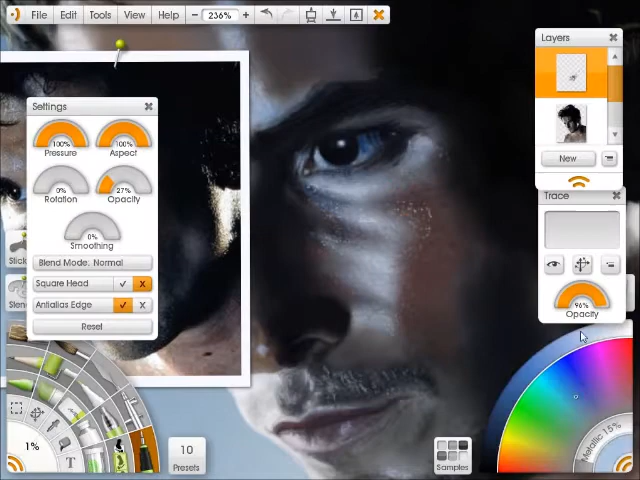 File Edit Tools View Help − 236% +
Layers
New
Trace
96%
Opacity
Settings
100% 100%
Pressure Aspect
0% 27%
Rotation Opacity
0%
Smoothing
Blend Mode: Normal
Square Head
Antialias Edge
Reset
1%
T
10
Presets
Samples
Metallic 15%